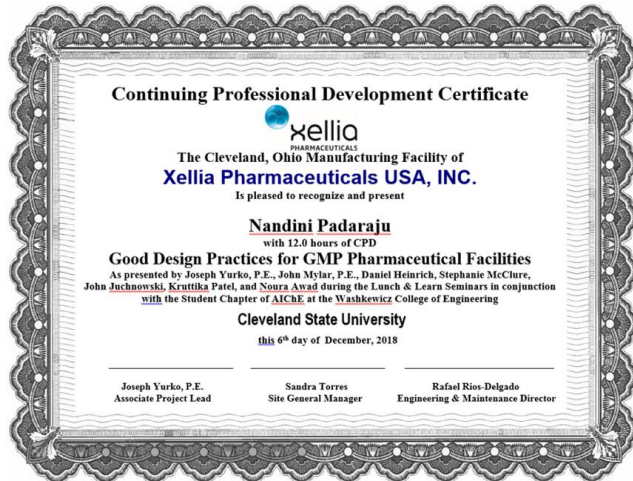 Continuing Professional Development Certificate
xellia
PHARMACEUTICALS
The Cleveland, Ohio Manufacturing Facility of
Xellia Pharmaceuticals USA, INC.
Is pleased to recognize and present
Nandini Padaraju
with 12.0 hours of CPD
Good Design Practices for GMP Pharmaceutical Facilities
As presented by Joseph Yurko, P.E., John Mylar, P.E., Daniel Heinrich, Stephanie McClure,
John Juchnowski, Kruttika Patel, and Noura Awad during the Lunch & Learn Seminars in conjunction
with the Student Chapter of AIChE at the Washkewicz College of Engineering
Cleveland State University
this 6th day of December, 2018
Joseph Yurko, P.E.
Associate Project Lead
Sandra Torres
Site General Manager
Rafael Rios-Delgado
Engineering & Maintenance Director